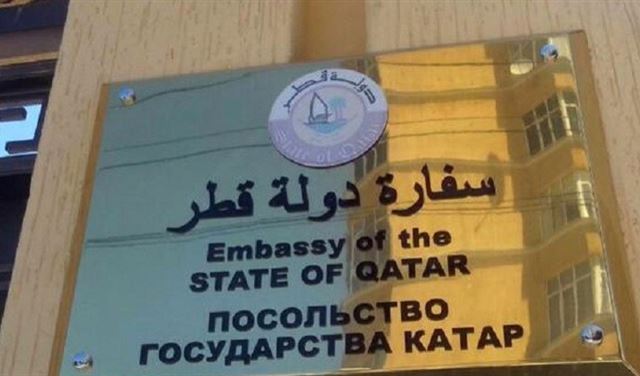 دولة قطر
State of Qatar
سفارة دولة قطر
Embassy of the
STATE OF QATAR
ПОСОЛЬСТВО
ГОСУДАРСТВА КАТАР